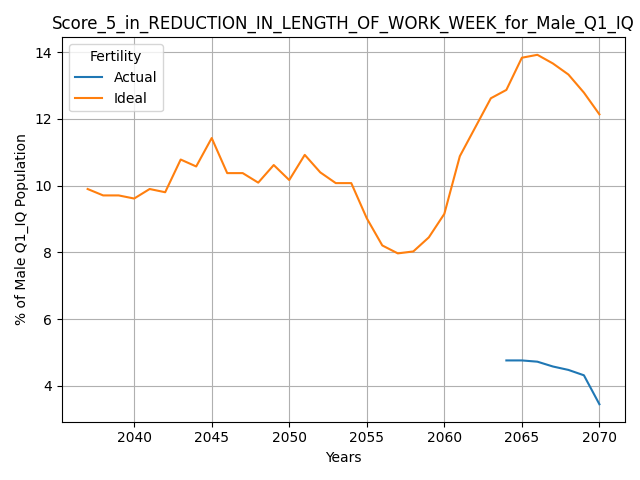 Score_5_in_REDUCTION_IN_LENGTH_OF_WORK_WEEK_for_Male_Q1_IQ
Fertility
Actual
Ideal
% of Male Q1_IQ Population
14
12
10
8
6
4
2040 2045 2050 2055 2060 2065 2070
Years